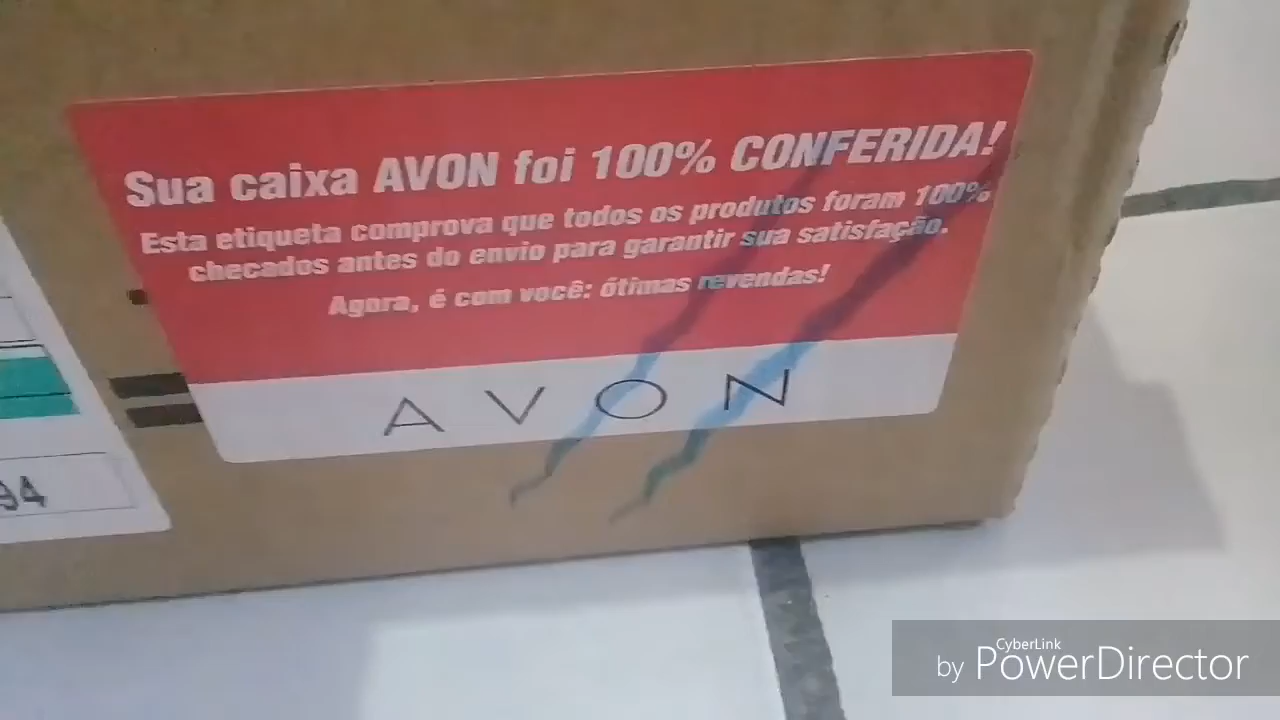 Sua caixa AVON foi 100% CONFERIDA!
Esta etiqueta comprova que todos os produtos foram 100%
checados antes do envio para garantir sua satisfação.
Agora, é com você: ótimas revendas!
AVON
94
CyberLink
by PowerDirector